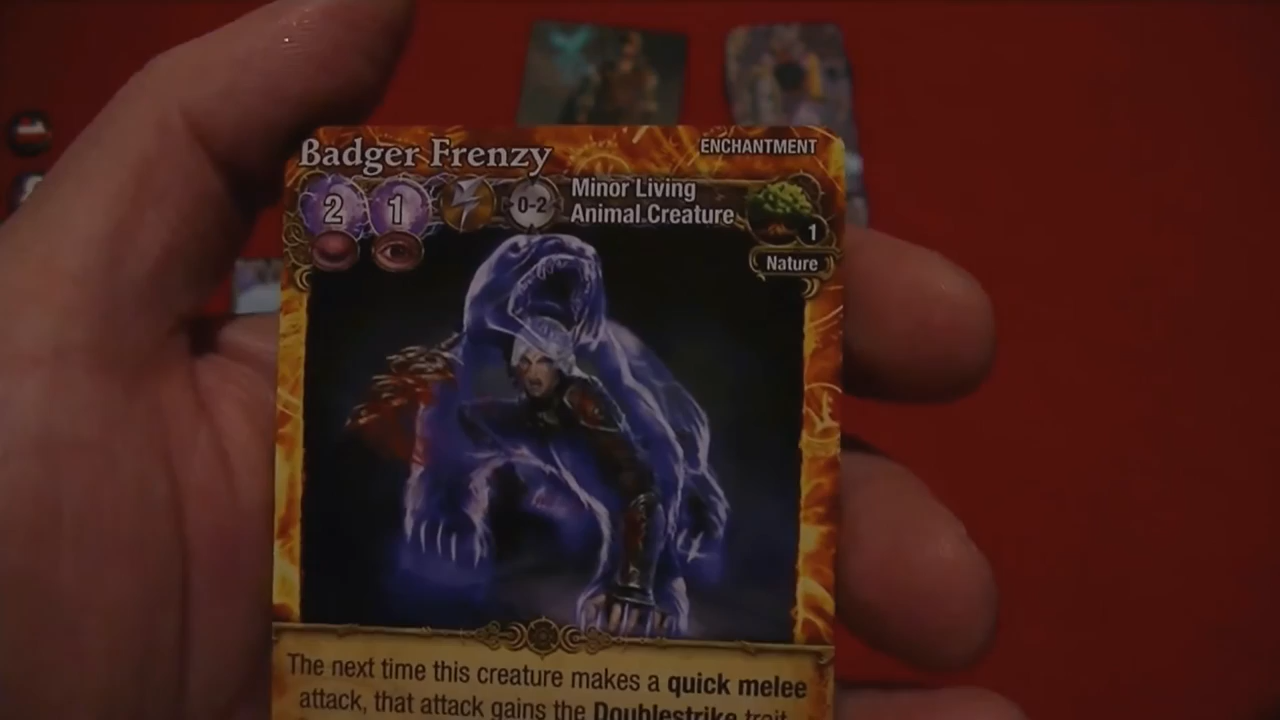 Badger Frenzy
ENCHANTMENT
2 1 0-2
Minor Living
Animal Creature
1
Nature
The next time this creature makes a quick melee
attack, that attack gains the Doublestrike trait